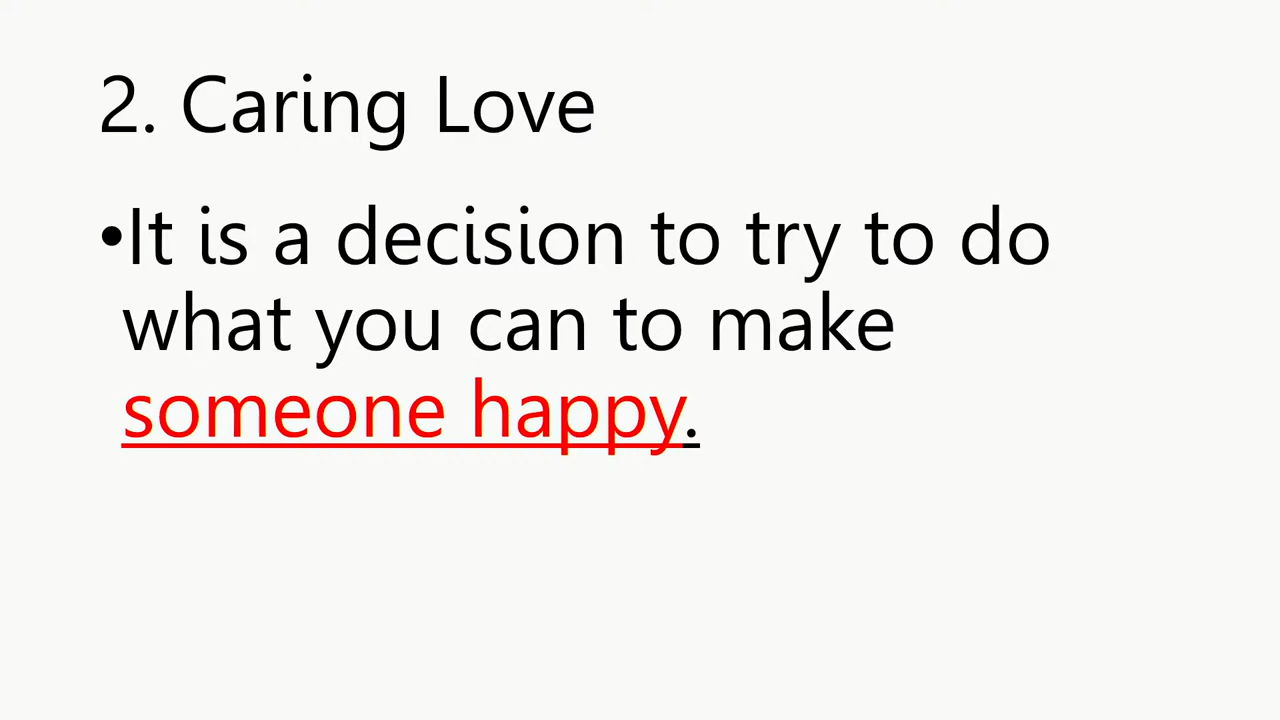 2. Caring Love
•It is a decision to try to do
what you can to make
someone happy.